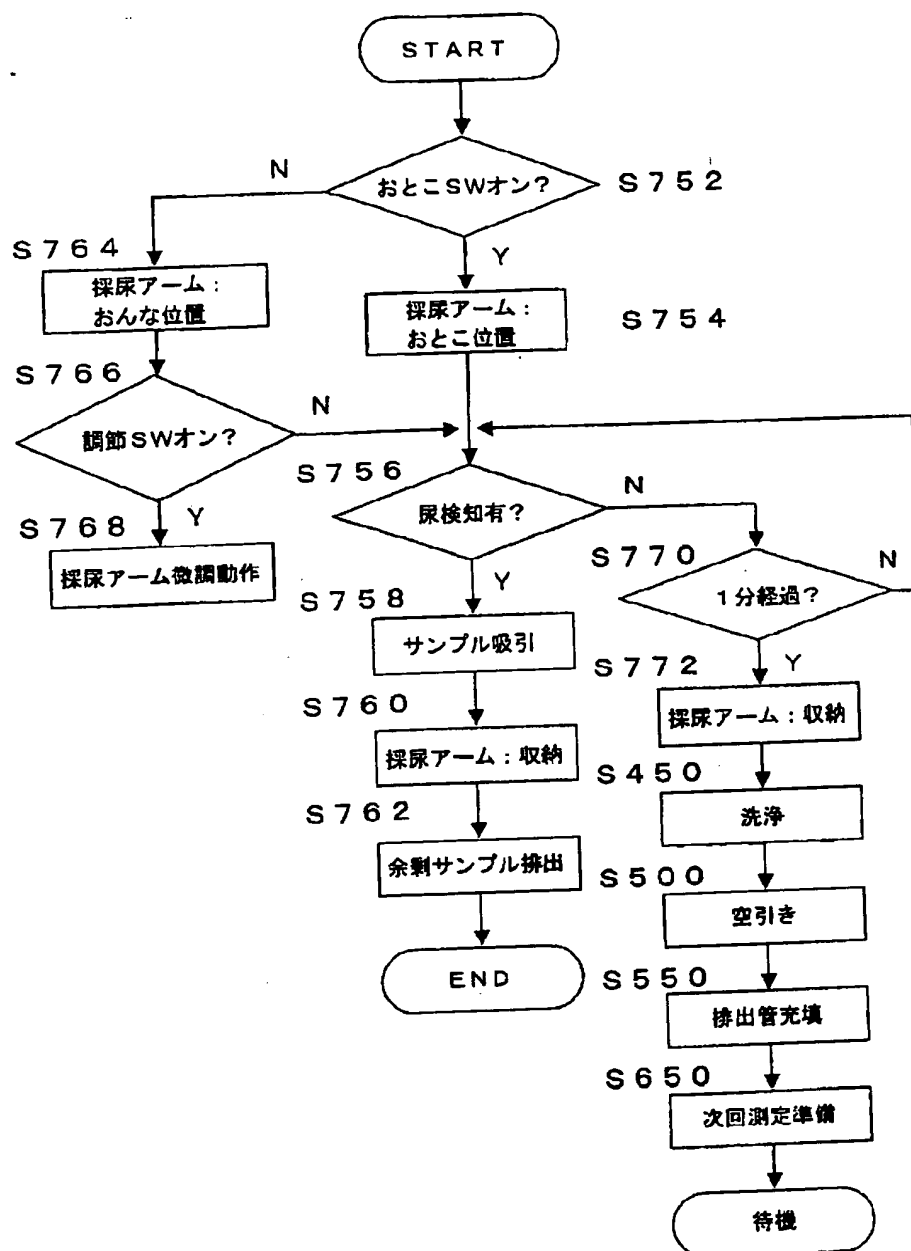 START
N
おとこSWオン?
S752
S764
Y
採尿アーム:
おんな位置
採尿アーム:
おとこ位置
S754
S766
調節SWオン?
N
S756
尿検知有?
N
S768
Y
採尿アーム微調動作
S770
1分経過?
N
S758
Y
サンプル吸引
S772
Y
採尿アーム:収納
S760
採尿アーム:収納
S450
洗浄
S762
余剰サンプル排出
S500
空引き
END
S550
排出管充填
S650
次回測定準備
待機